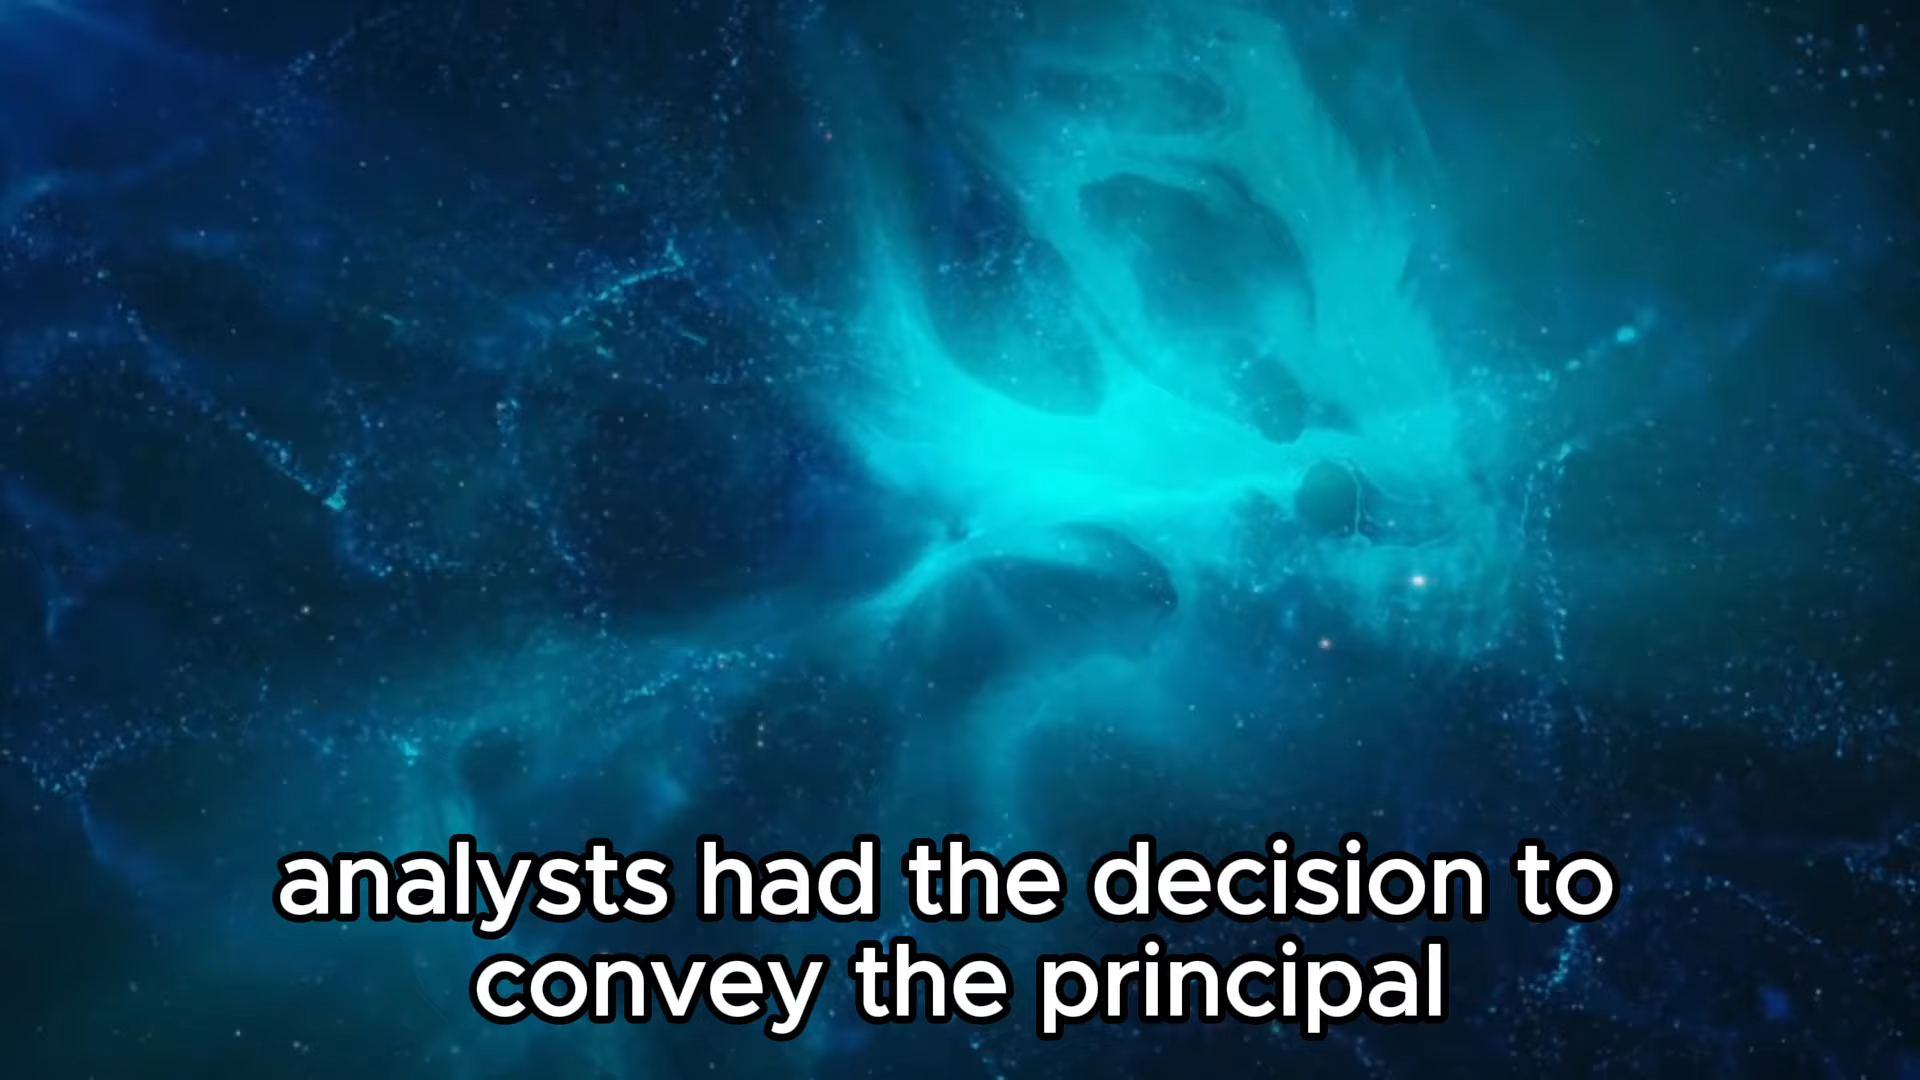 analysts had the decision to
convey the principal